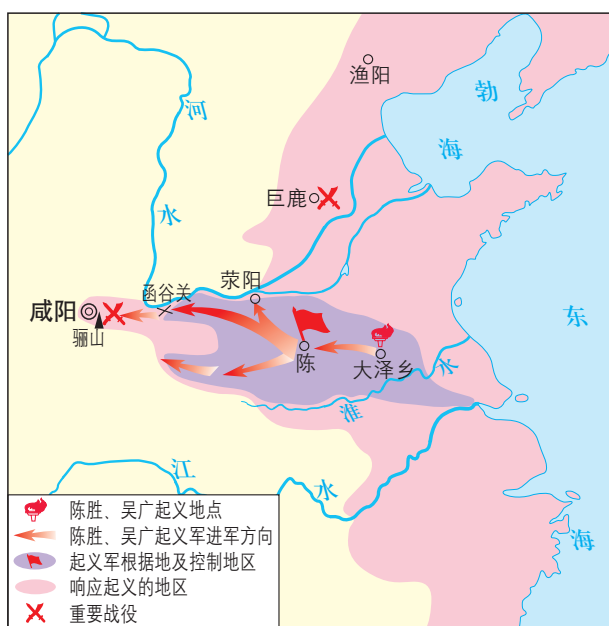 渔阳
勃
海
河
水
巨鹿
荥阳
函谷关
咸阳
骊山
陈
大泽乡
东
海
淮
水
江
水
陈胜、吴广起义地点
陈胜、吴广起义军进军方向
起义军根据地及控制地区
响应起义的地区
重要战役